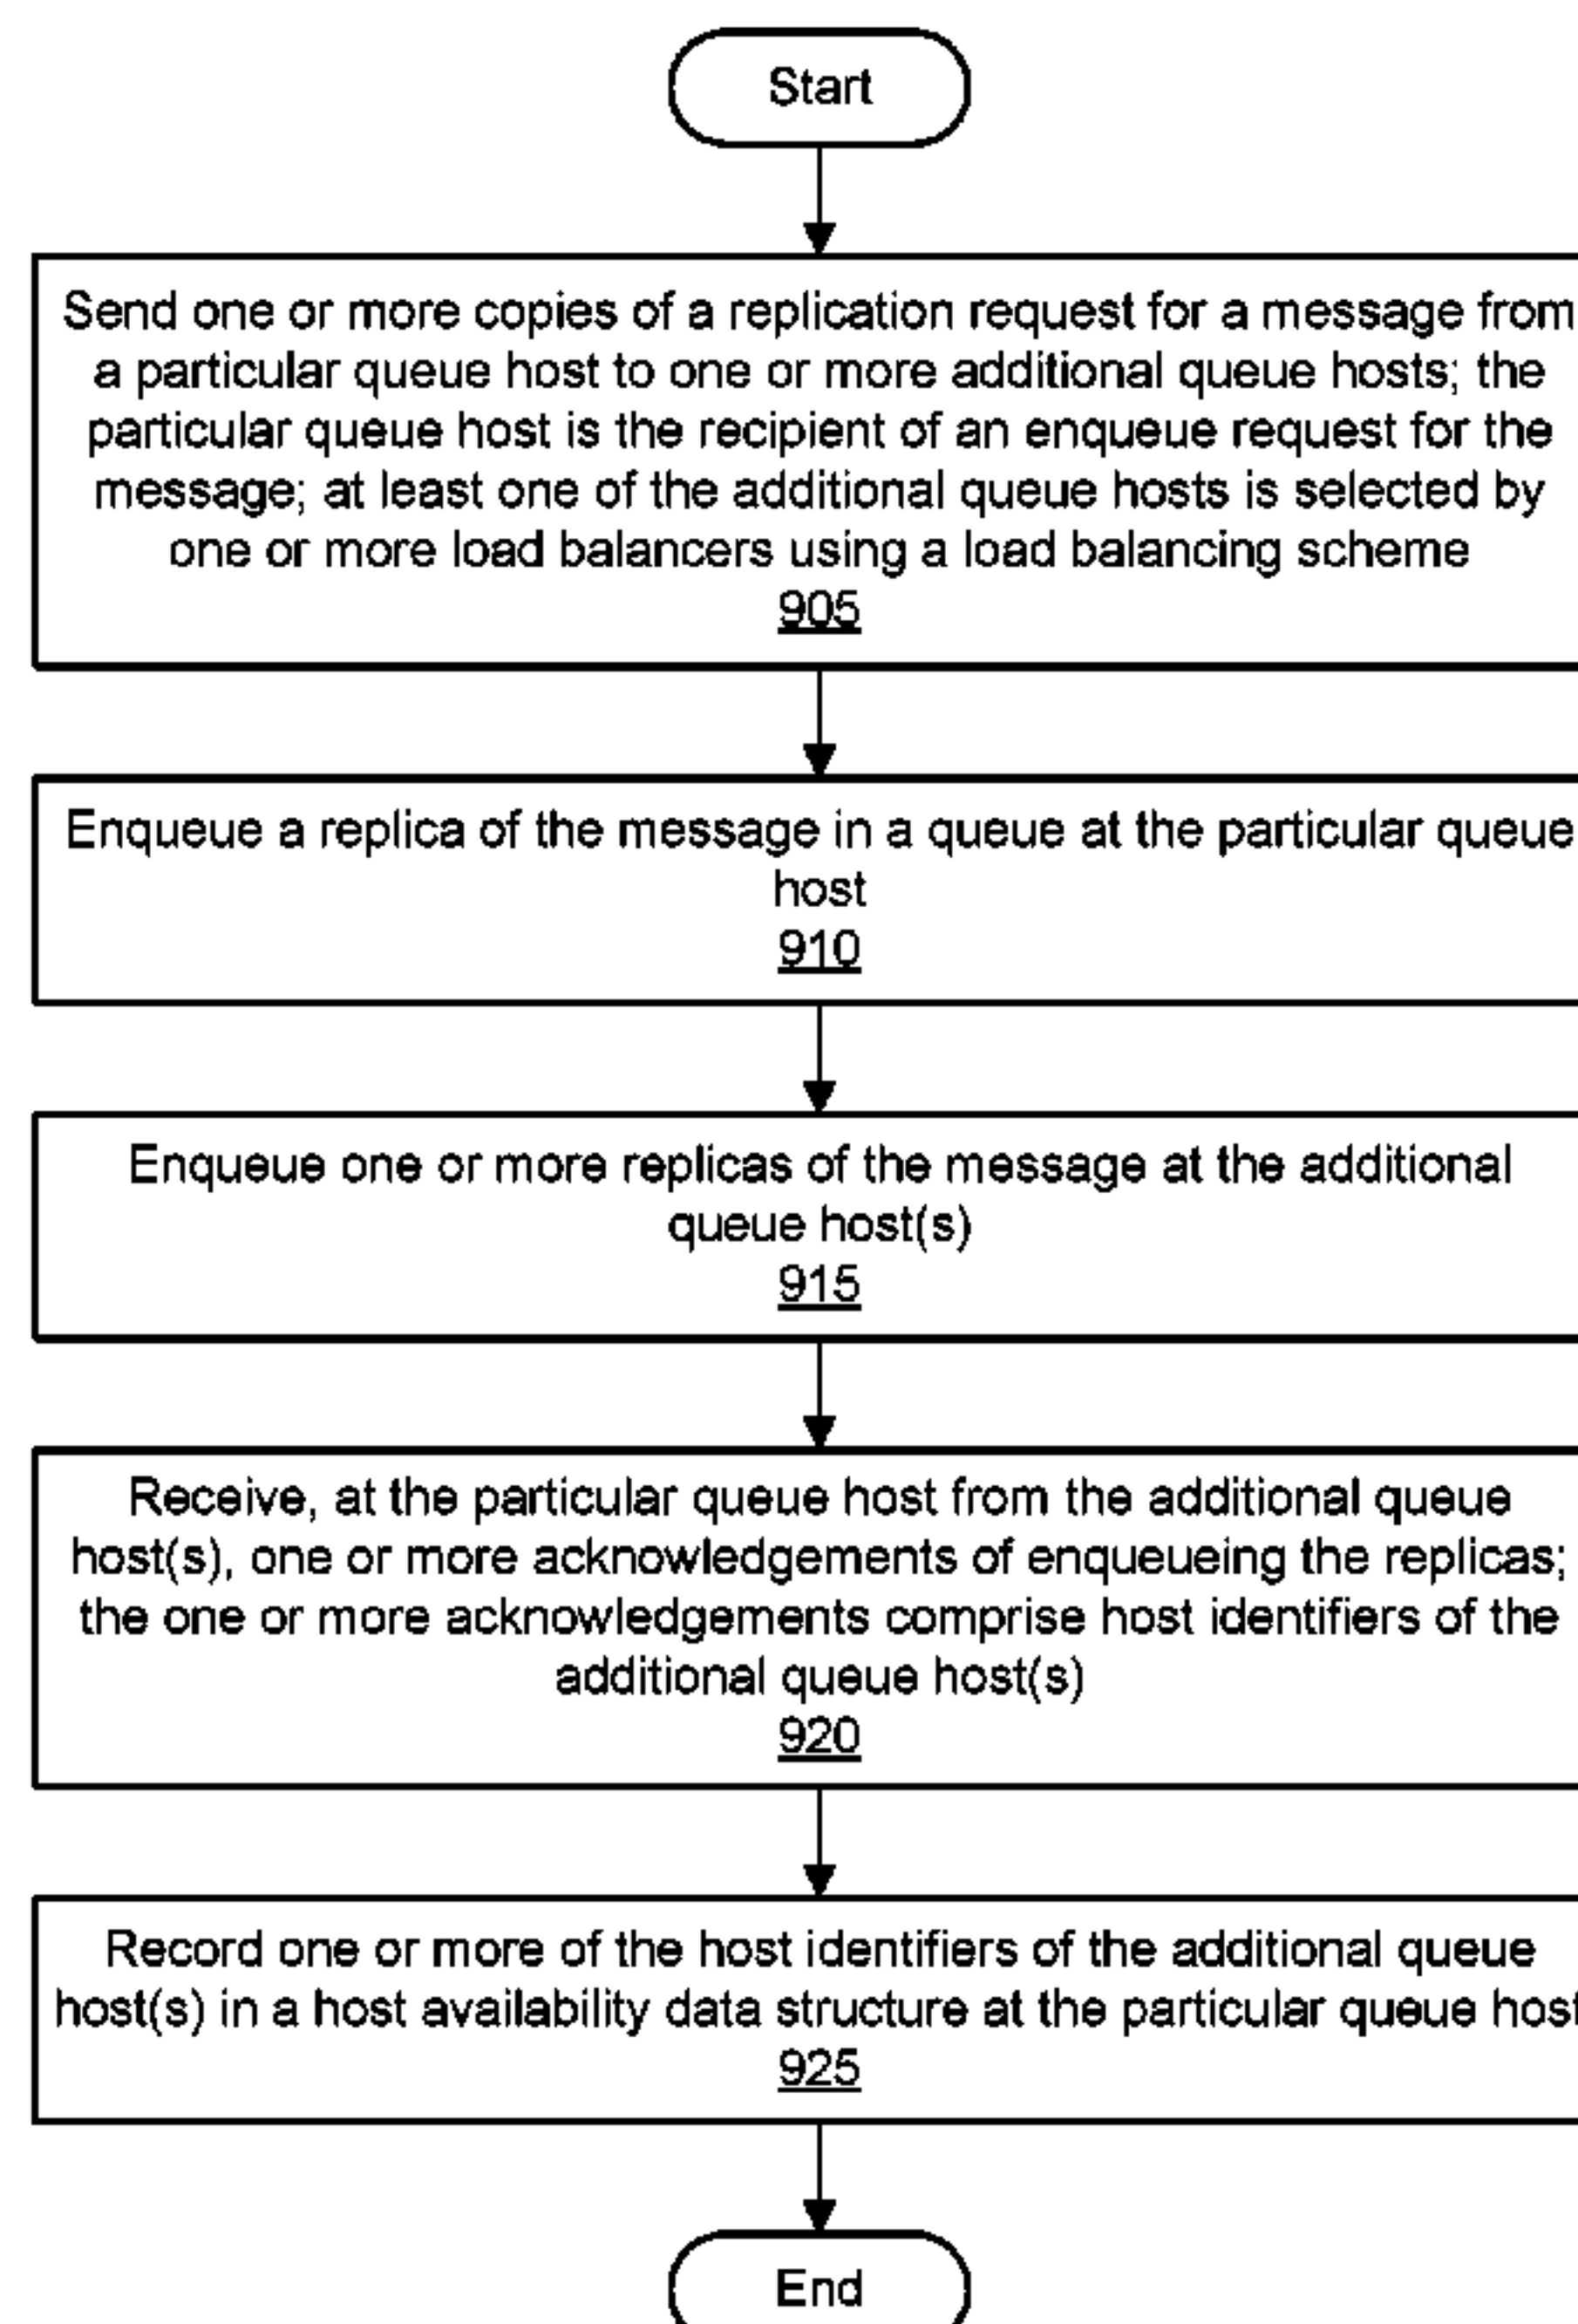 Start
Send one or more copies of a replication request for a message from
a particular queue host to one or more additional queue hosts; the
particular queue host is the recipient of an enqueue request for the
message; at least one of the additional queue hosts is selected by
one or more load balancers using a load balancing scheme
905
Enqueue a replica of the message in a queue at the particular queue
host
910
Enqueue one or more replicas of the message at the additional
queue host(s)
915
Receive, at the particular queue host from the additional queue
host(s), one or more acknowledgements of enqueueing the replicas;
the one or more acknowledgements comprise host identifiers of the
additional queue host(s)
920
Record one or more of the host identifiers of the additional queue
host(s) in a host availability data structure at the particular queue host
925
End